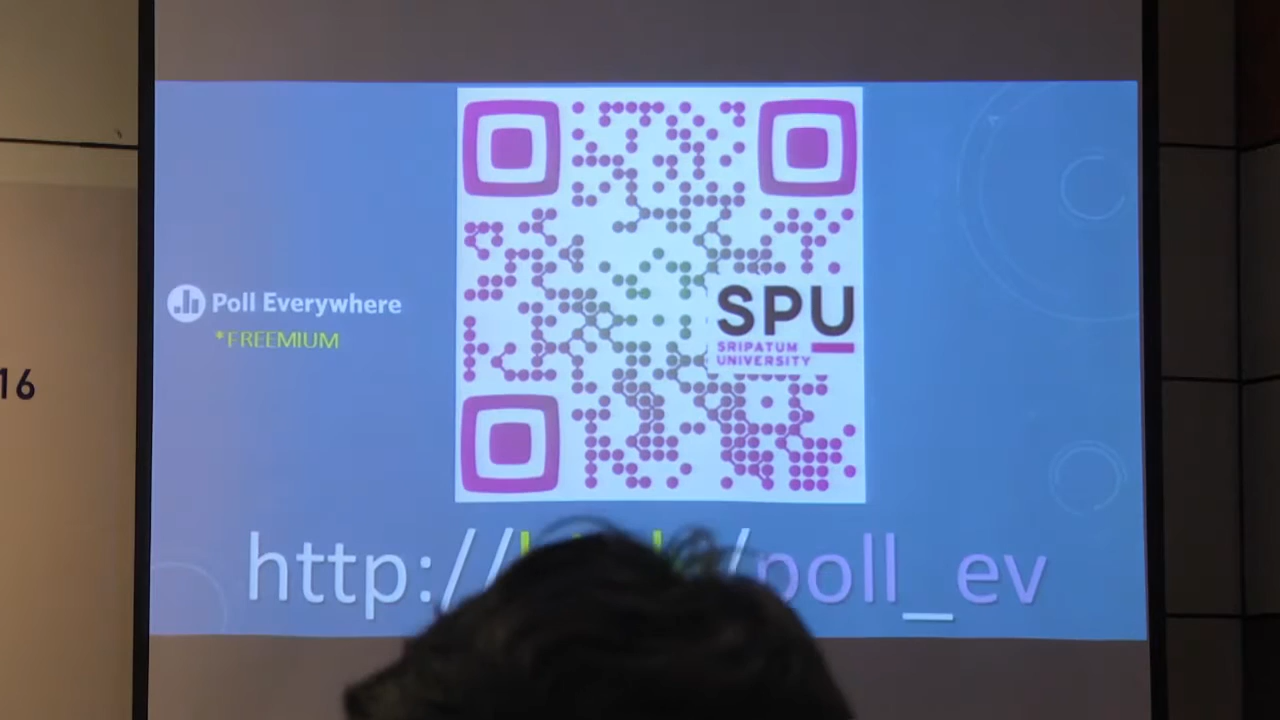 16
Poll Everywhere
*FREEMIUM
SPU
SRIPATUM
UNIVERSITY
http:// /poll_ev